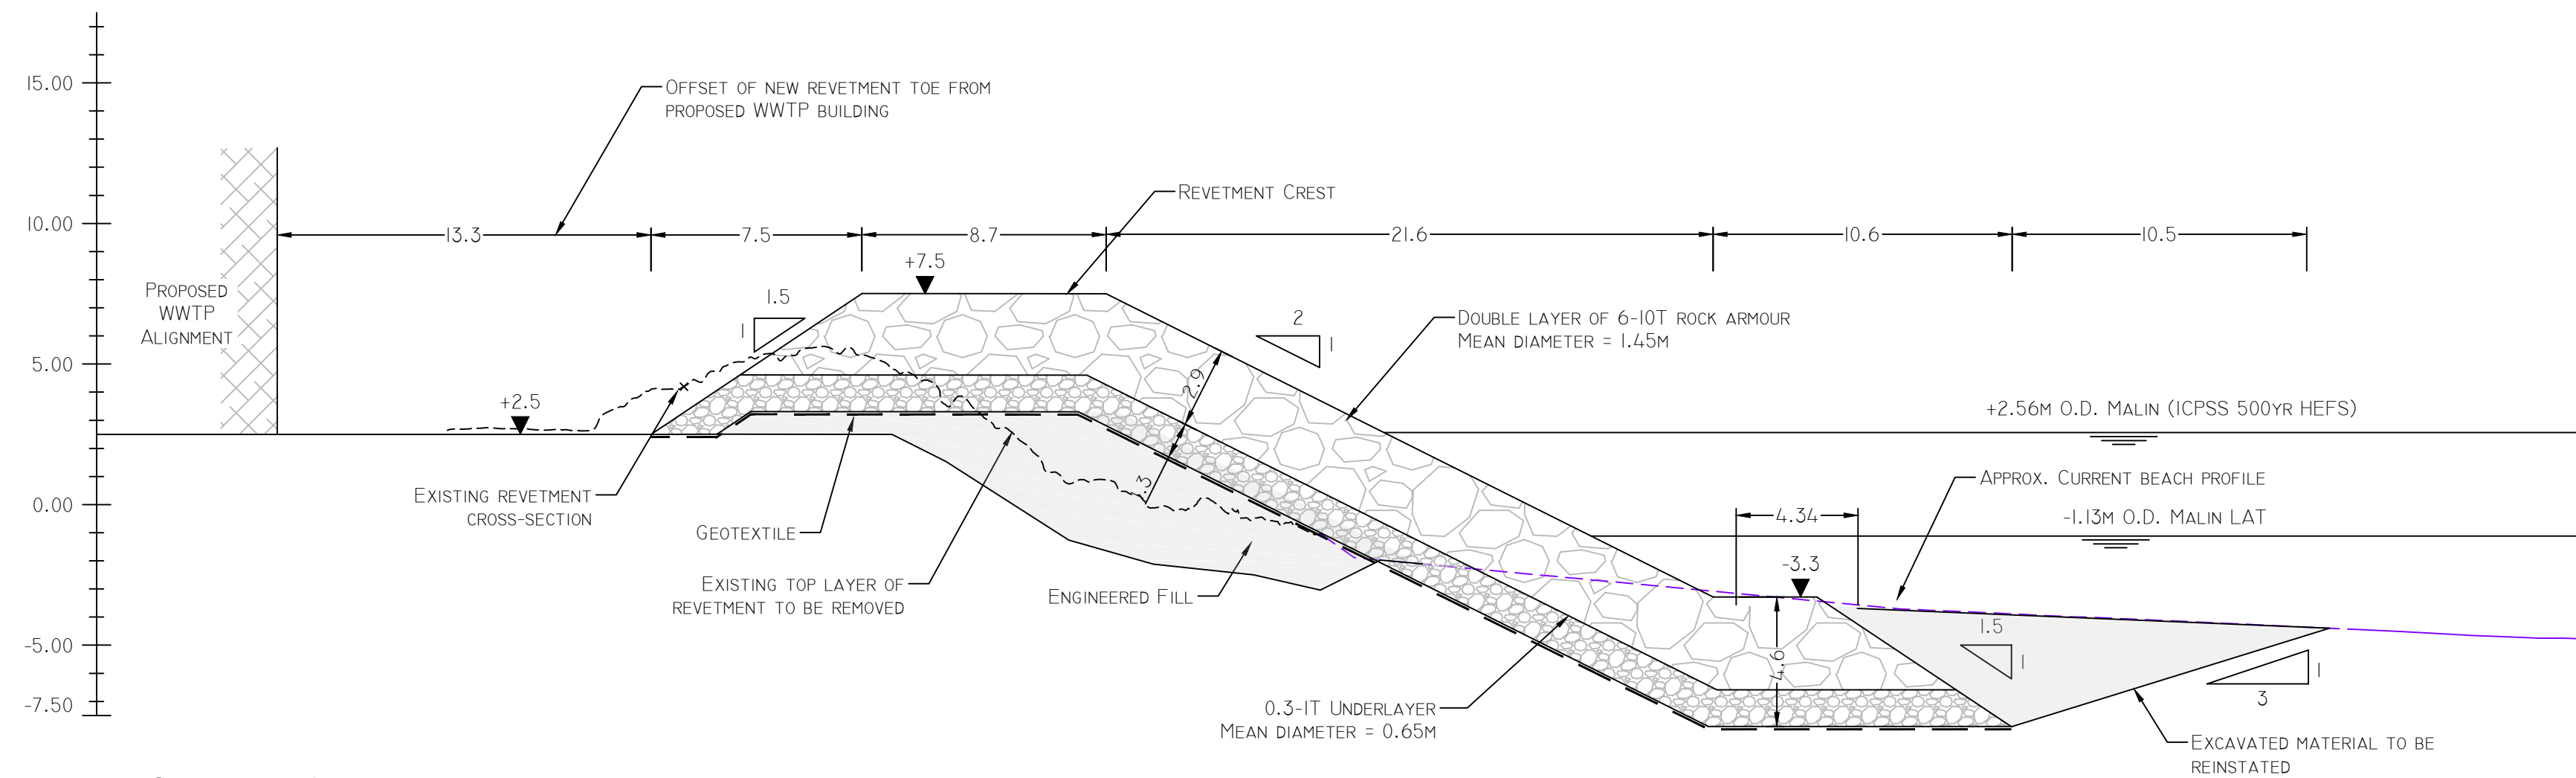 15.00
10.00
5.00
0.00
-5.00
-7.50
OFFSET OF NEW REVETMENT TOE FROM
PROPOSED WWTP BUILDING
REVETMENT CREST
13.3
7.5
8.7
21.6
10.6
10.5
PROPOSED
WWTP
ALIGNMENT
+7.5
1.5
1
2
1
DOUBLE LAYER OF 6-10T ROCK ARMOUR
MEAN DIAMETER = 1.45M
2.9
+2.5
+2.56M O.D. MALIN (ICPSS 500YR HEFS)
EXISTING REVETMENT
CROSS-SECTION
GEOTEXTILE
APPROX. CURRENT BEACH PROFILE
4.34
-1.13M O.D. MALIN LAT
-3.3
EXISTING TOP LAYER OF
REVETMENT TO BE REMOVED
ENGINEERED FILL
4.6
1.5
1
1
3
0.3-1T UNDERLAYER
MEAN DIAMETER = 0.65M
EXCAVATED MATERIAL TO BE
REINSTATED